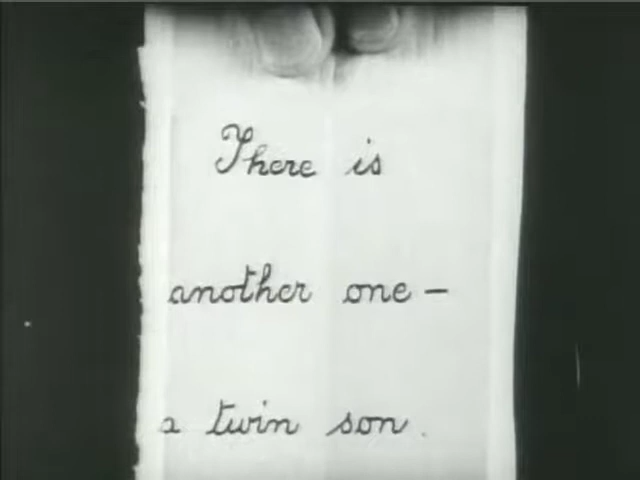 There is
another one –
a twin son.